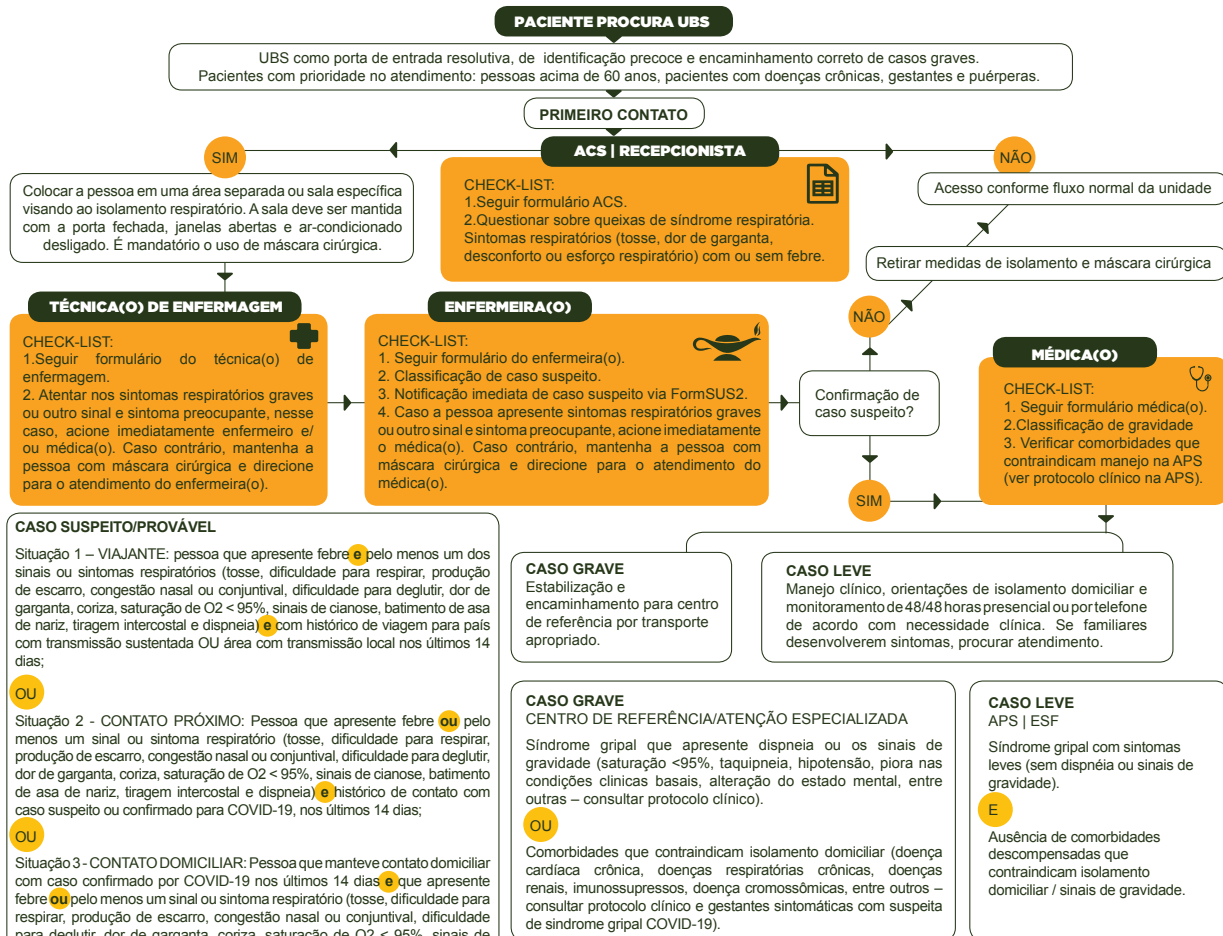 PACIENTE PROCURA UBS
UBS como porta de entrada resolutiva, de identificação precoce e encaminhamento correto de casos graves.
Pacientes com prioridade no atendimento: pessoas acima de 60 anos, pacientes com doenças crônicas, gestantes e puérperas.
PRIMEIRO CONTATO
SIM
Colocar a pessoa em uma área separada ou sala específica
visando ao isolamento respiratório. A sala deve ser mantida
com a porta fechada, janelas abertas e ar-condicionado
desligado. É mandatório o uso de máscara cirúrgica.
ACS | RECEPCIONISTA
CHECK-LIST:
1.Seguir formulário ACS.
2.Questionar sobre queixas de síndrome respiratória.
Sintomas respiratórios (tosse, dor de garganta,
desconforto ou esforço respiratório) com ou sem febre.
NÃO
Acesso conforme fluxo normal da unidade
Retirar medidas de isolamento e máscara cirúrgica
TÉCNICA(O) DE ENFERMAGEM
CHECK-LIST:
1.Seguir formulário do técnica(o) de
enfermagem.
2. Atentar nos sintomas respiratórios graves
ou outro sinal e sintoma preocupante, nesse
caso, acione imediatamente enfermeiro e/
ou médica(o). Caso contrário, mantenha a
pessoa com máscara cirúrgica e direcione
para o atendimento do enfermeira(o).
ENFERMEIRA(O)
CHECK-LIST:
1. Seguir formulário do enfermeira(o).
2. Classificação de caso suspeito.
3. Notificação imediata de caso suspeito via FormSUS2.
4. Caso a pessoa apresente sintomas respiratórios graves
ou outro sinal e sintoma preocupante, acione imediatamente
o médica(o). Caso contrário, mantenha a pessoa com
máscara cirúrgica e direcione para o atendimento do
médica(o).
NÃO
Confirmação de
caso suspeito?
SIM
MÉDICA(O)
CHECK-LIST:
1. Seguir formulário médica(o).
2.Classificação de gravidade
3. Verificar comorbidades que
contraindicam manejo na APS
(ver protocolo clínico na APS).
CASO SUSPEITO/PROVÁVEL
Situação 1 – VIAJANTE: pessoa que apresente febre e pelo menos um dos
sinais ou sintomas respiratórios (tosse, dificuldade para respirar, produção
de escarro, congestão nasal ou conjuntival, dificuldade para deglutir, dor de
garganta, coriza, saturação de O2 < 95%, sinais de cianose, batimento de asa
de nariz, tiragem intercostal e dispneia) e com histórico de viagem para país
com transmissão sustentada OU área com transmissão local nos últimos 14
dias;
OU
Situação 2 - CONTATO PRÓXIMO: Pessoa que apresente febre ou pelo
menos um sinal ou sintoma respiratório (tosse, dificuldade para respirar,
produção de escarro, congestão nasal ou conjuntival, dificuldade para deglutir,
dor de garganta, coriza, saturação de O2 < 95%, sinais de cianose, batimento
de asa de nariz, tiragem intercostal e dispneia) e histórico de contato com
caso suspeito ou confirmado para COVID-19, nos últimos 14 dias;
OU
Situação 3 - CONTATO DOMICILIAR: Pessoa que manteve contato domiciliar
com caso confirmado por COVID-19 nos últimos 14 dias e que apresente
febre ou pelo menos um sinal ou sintoma respiratório (tosse, dificuldade para
respirar, produção de escarro, congestão nasal ou conjuntival, dificuldade
para deglutir, dor de garganta, coriza, saturação de O2 < 95%, sinais de
CASO GRAVE
Estabilização e
encaminhamento para centro
de referência por transporte
apropriado.
CASO LEVE
Manejo clínico, orientações de isolamento domiciliar e
monitoramento de 48/48 horas presencial ou por telefone
de acordo com necessidade clínica. Se familiares
desenvolverem sintomas, procurar atendimento.
CASO GRAVE
CENTRO DE REFERÊNCIA/ATENÇÃO ESPECIALIZADA
Síndrome gripal que apresente dispneia ou os sinais de
gravidade (saturação <95%, taquipneia, hipotensão, piora nas
condições clinicas basais, alteração do estado mental, entre
outras – consultar protocolo clínico).
OU
Comorbidades que contraindicam isolamento domiciliar (doença
cardíaca crônica, doenças respiratórias crônicas, doenças
renais, imunossupressos, doença cromossômicas, entre outros –
consultar protocolo clínico e gestantes sintomáticas com suspeita
de sindrome gripal COVID-19).
CASO LEVE
APS | ESF
Síndrome gripal com sintomas
leves (sem dispnéia ou sinais de
gravidade).
E
Ausência de comorbidades
descompensadas que
contraindicam isolamento
domiciliar / sinais de gravidade.